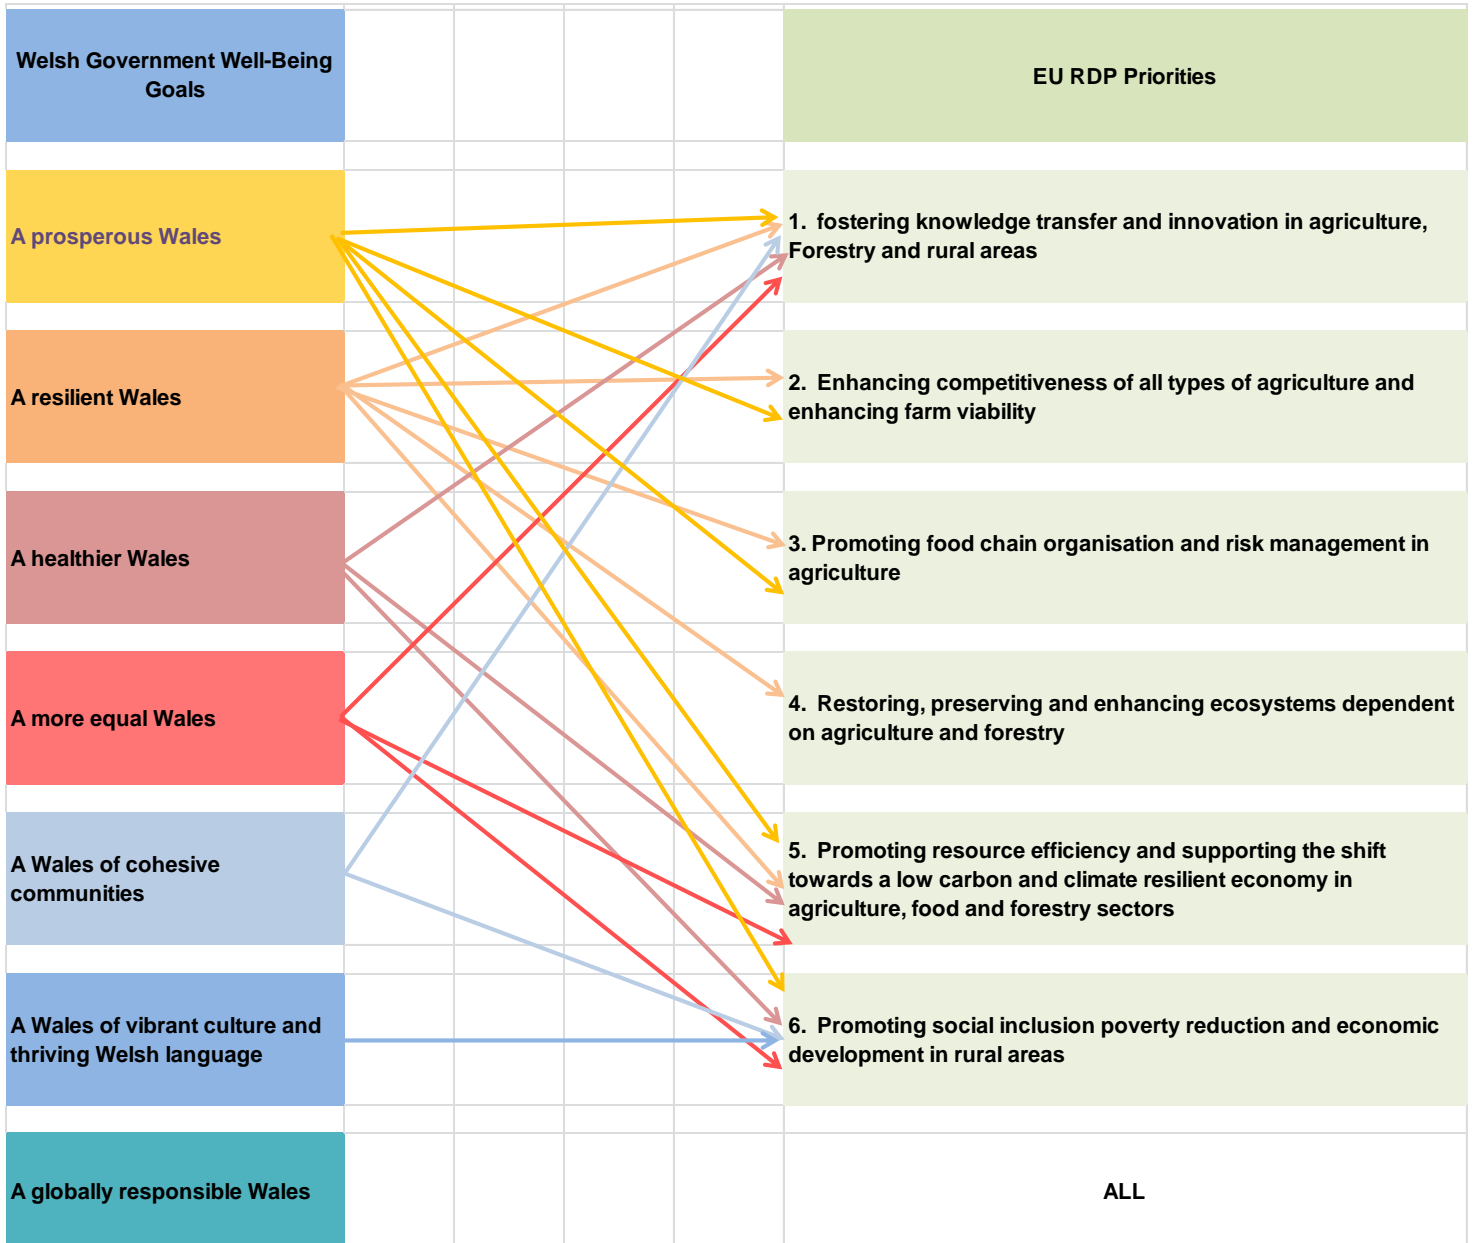 Welsh Government Well-Being
Goals
EU RDP Priorities
A prosperous Wales
1. fostering knowledge transfer and innovation in agriculture,
Forestry and rural areas
A resilient Wales
2. Enhancing competitiveness of all types of agriculture and
enhancing farm viability
A healthier Wales
3. Promoting food chain organisation and risk management in
agriculture
A more equal Wales
4. Restoring, preserving and enhancing ecosystems dependent
on agriculture and forestry
A Wales of cohesive
communities
5. Promoting resource efficiency and supporting the shift
towards a low carbon and climate resilient economy in
agriculture, food and forestry sectors
A Wales of vibrant culture and
thriving Welsh language
6. Promoting social inclusion poverty reduction and economic
development in rural areas
A globally responsible Wales
ALL